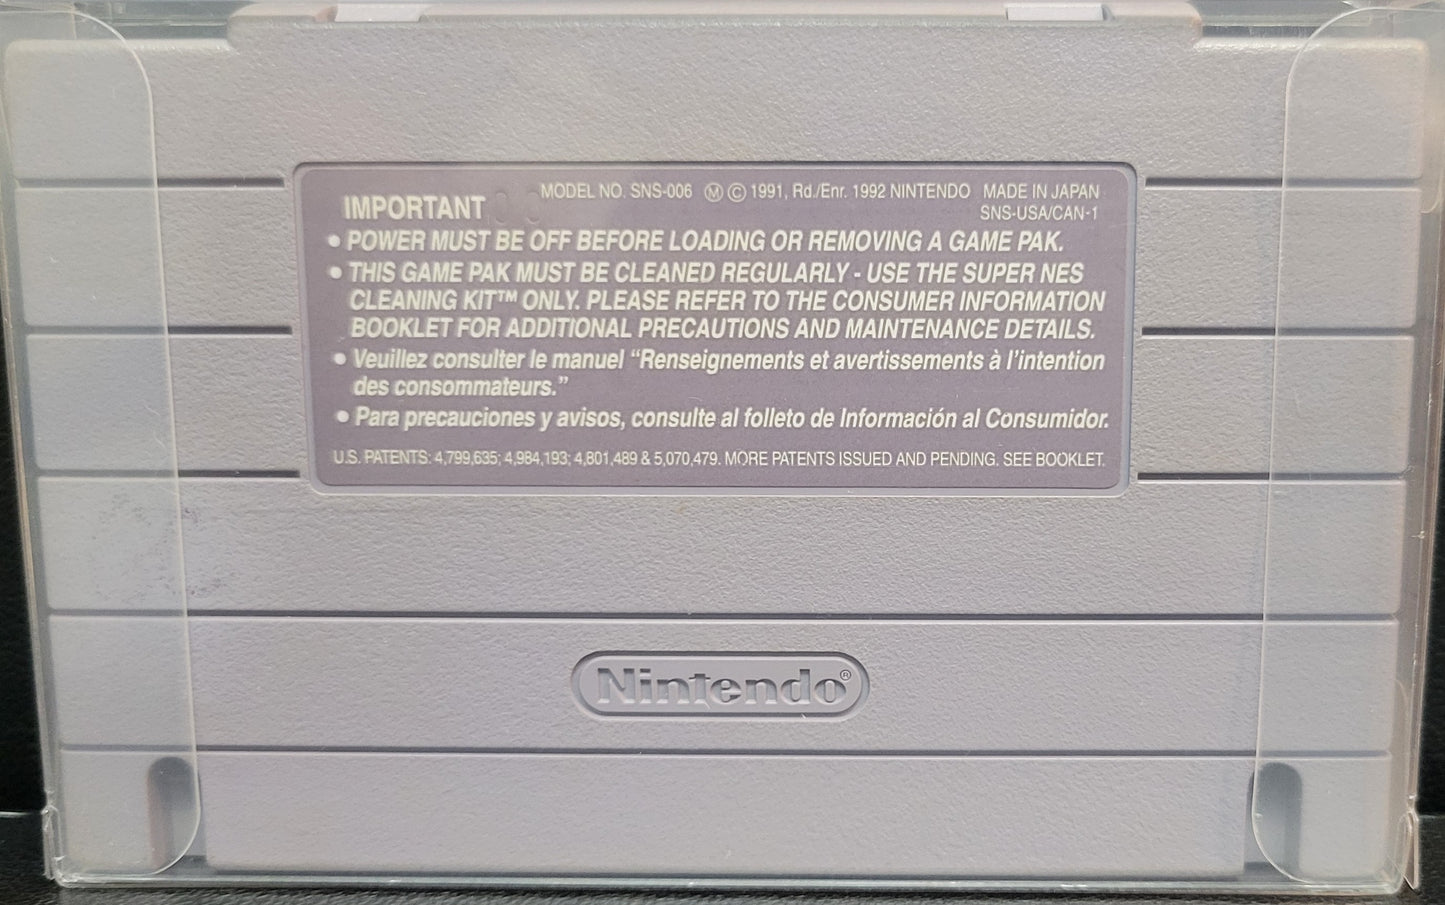 MODEL NO. SNS-006 Ⓜ © 1991, Rd./Enr. 1992 NINTENDO MADE IN JAPAN
IMPORTANT
SNS-USA/CAN-1
• POWER MUST BE OFF BEFORE LOADING OR REMOVING A GAME PAK.
• THIS GAME PAK MUST BE CLEANED REGULARLY - USE THE SUPER NES
CLEANING KIT™ ONLY. PLEASE REFER TO THE CONSUMER INFORMATION
BOOKLET FOR ADDITIONAL PRECAUTIONS AND MAINTENANCE DETAILS.
• Veuillez consulter le manuel “Renseignements et avertissements à l’intention
des consommateurs.”
• Para precauciones y avisos, consulte al folleto de Información al Consumidor.
U.S. PATENTS: 4,799,635; 4,984,193; 4,801,489 & 5,070,479. MORE PATENTS ISSUED AND PENDING. SEE BOOKLET.
Nintendo®